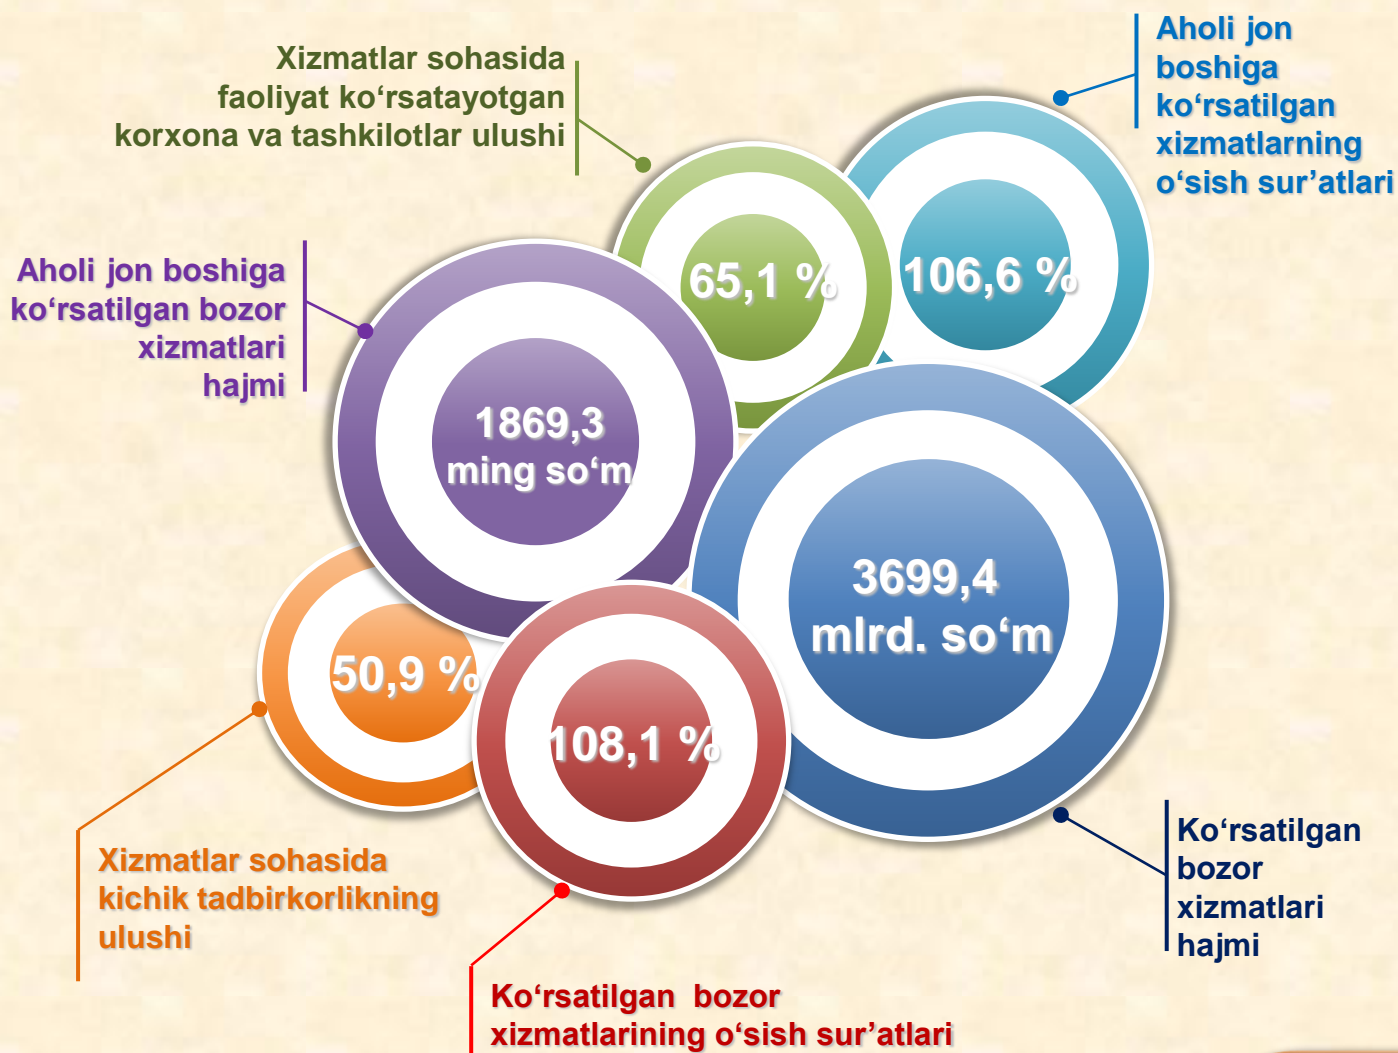 Xizmatlar sohasida
faoliyat ko‘rsatayotgan
korxona va tashkilotlar ulushi
Aholi jon
boshiga
ko‘rsatilgan
xizmatlarning
o‘sish sur’atlari
Aholi jon boshiga
ko‘rsatilgan bozor
xizmatlari
hajmi
65,1 %
106,6 %
1869,3
ming so‘m
3699,4
mlrd. so‘m
50,9 %
108,1 %
Xizmatlar sohasida
kichik tadbirkorlikning
ulushi
Ko‘rsatilgan
bozor
xizmatlari
hajmi
Ko‘rsatilgan bozor
xizmatlarining o‘sish sur’atlari